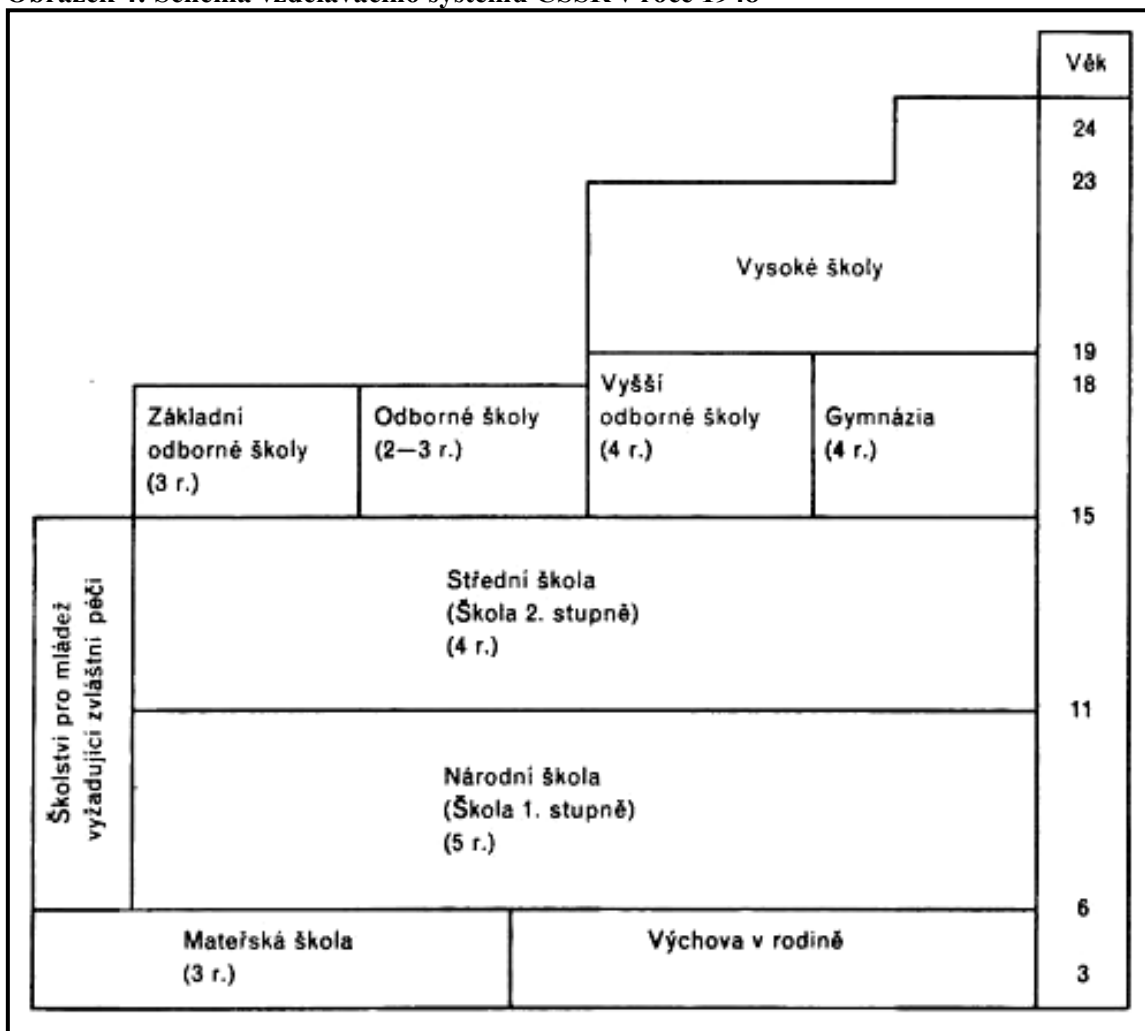 Věk
24
23
Vysoké školy
19
18
Základní
odborné školy
(3 r.)
Odborné školy
(2—3 r.)
Vyšší
odborné školy
(4 r.)
Gymnázia
(4 r.)
15
Školství pro mládež
vyžadující zvláštní péči
Střední škola
(Škola 2. stupně)
(4 r.)
11
Národní škola
(Škola 1. stupně)
(5 r.)
6
Mateřská škola
(3 r.)
Výchova v rodině
3